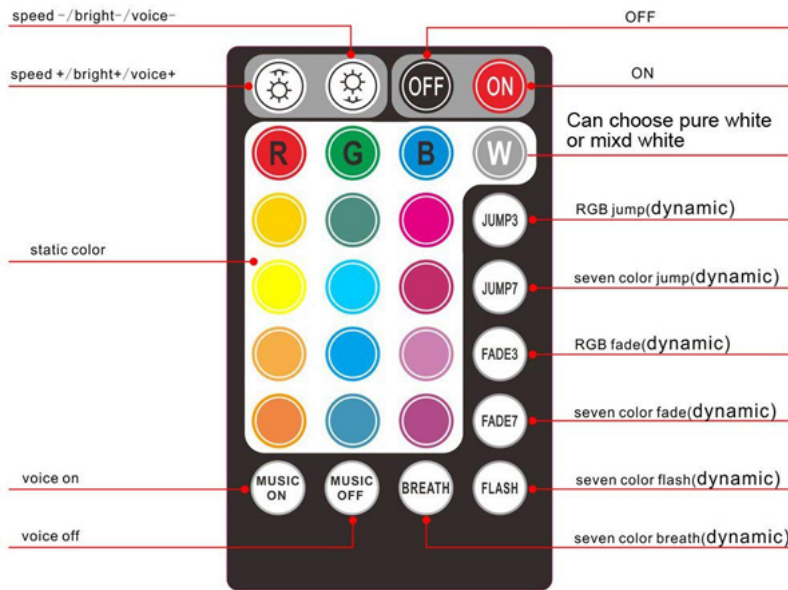 speed -/bright-/voice-
OFF
speed +/bright+/voice+
ON
OFF
ON
Can choose pure white
or mixd white
R
G
B
W
JUMP3
RGB jump(dynamic)
static color
JUMP7
seven color jump(dynamic)
FADE3
RGB fade(dynamic)
FADE7
seven color fade(dynamic)
voice on
MUSIC
ON
MUSIC
OFF
BREATH
FLASH
seven color flash(dynamic)
voice off
seven color breath(dynamic)